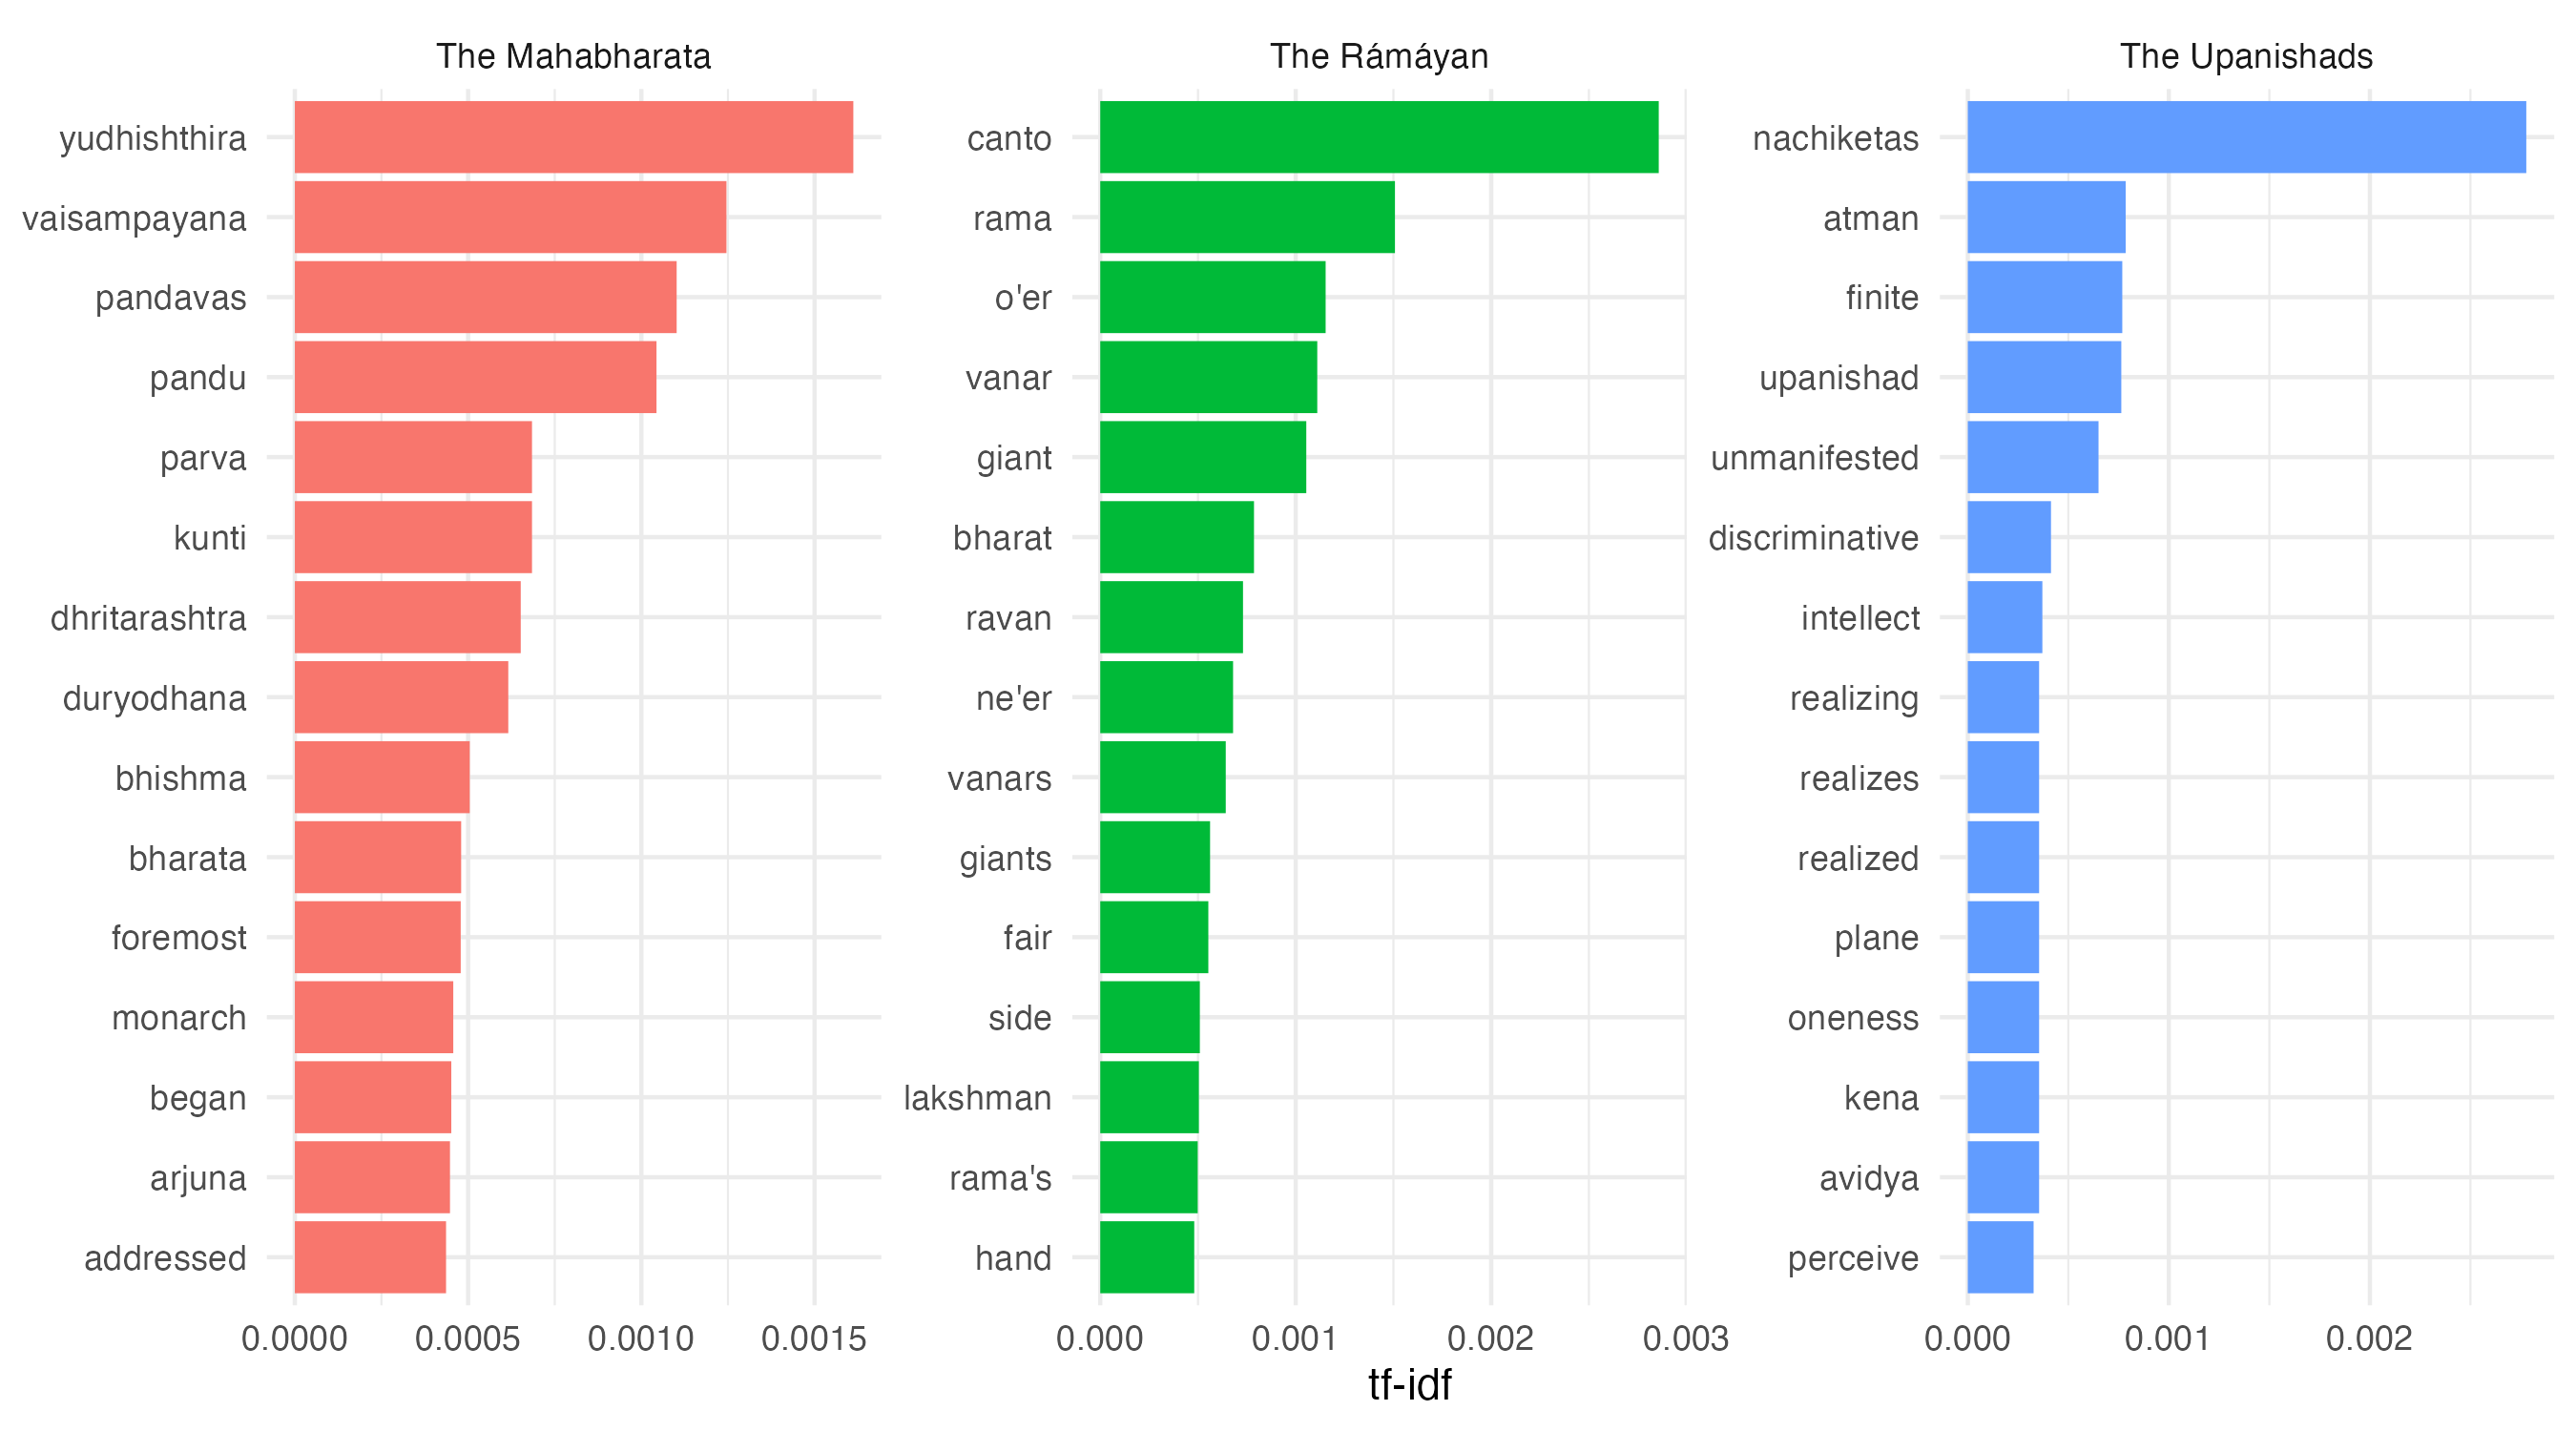 The Mahabharata
yudhishthira
vaisampayana
pandavas
pandu
parva
kunti
dhritarashtra
duryodhana
bhishma
bharata
foremost
monarch
began
arjuna
addressed
0.0000 0.0005 0.0010 0.0015
The Rámáyan
canto
rama
o'er
vanar
giant
bharat
ravan
ne'er
vanars
giants
fair
side
lakshman
rama's
hand
0.000 0.001 0.002 0.003
The Upanishads
nachiketas
atman
finite
upanishad
unmanifested
discriminative
intellect
realizing
realizes
realized
plane
oneness
kena
avidya
perceive
0.000 0.001 0.002
tf-idf